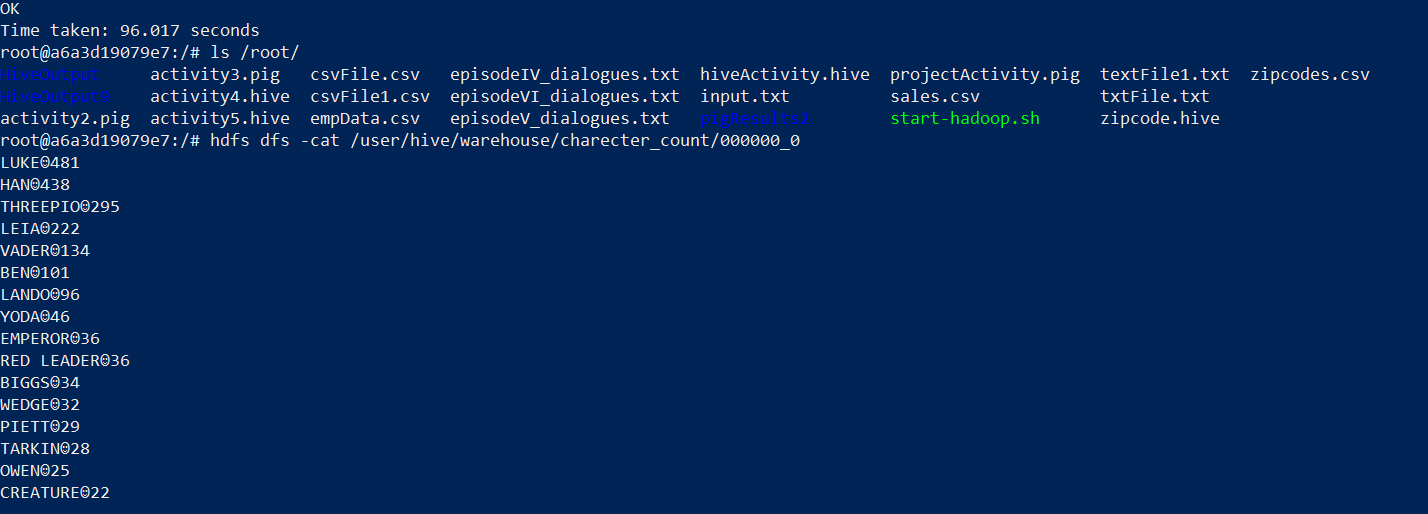 OK
Time taken: 96.017 seconds
root@a6a3d19079e7:/# ls /root/
HiveOutput activity3.pig csvFile.csv episodeIV_dialogues.txt hiveActivity.hive projectActivity.pig textFile1.txt zipcodes.csv
activity4.hive csvFile1.csv episodeVI_dialogues.txt input.txt sales.csv txtFile.txt
activity2.pig activity5.hive empData.csv episodeV_dialogues.txt pigResults2 start-hadoop.sh zipcode.hive
root@a6a3d19079e7:/# hdfs dfs -cat /user/hive/warehouse/charecter_count/000000_0
LUKE☺481
HAN☺438
THREEPIO☺295
LEIA☺222
VADER☺134
BEN☺101
LANDO☺96
YODA☺46
EMPEROR☺36
RED LEADER☺36
BIGGS☺34
WEDGE☺32
PIETT☺29
TARKIN☺28
OWEN☺25
CREATURE☺22